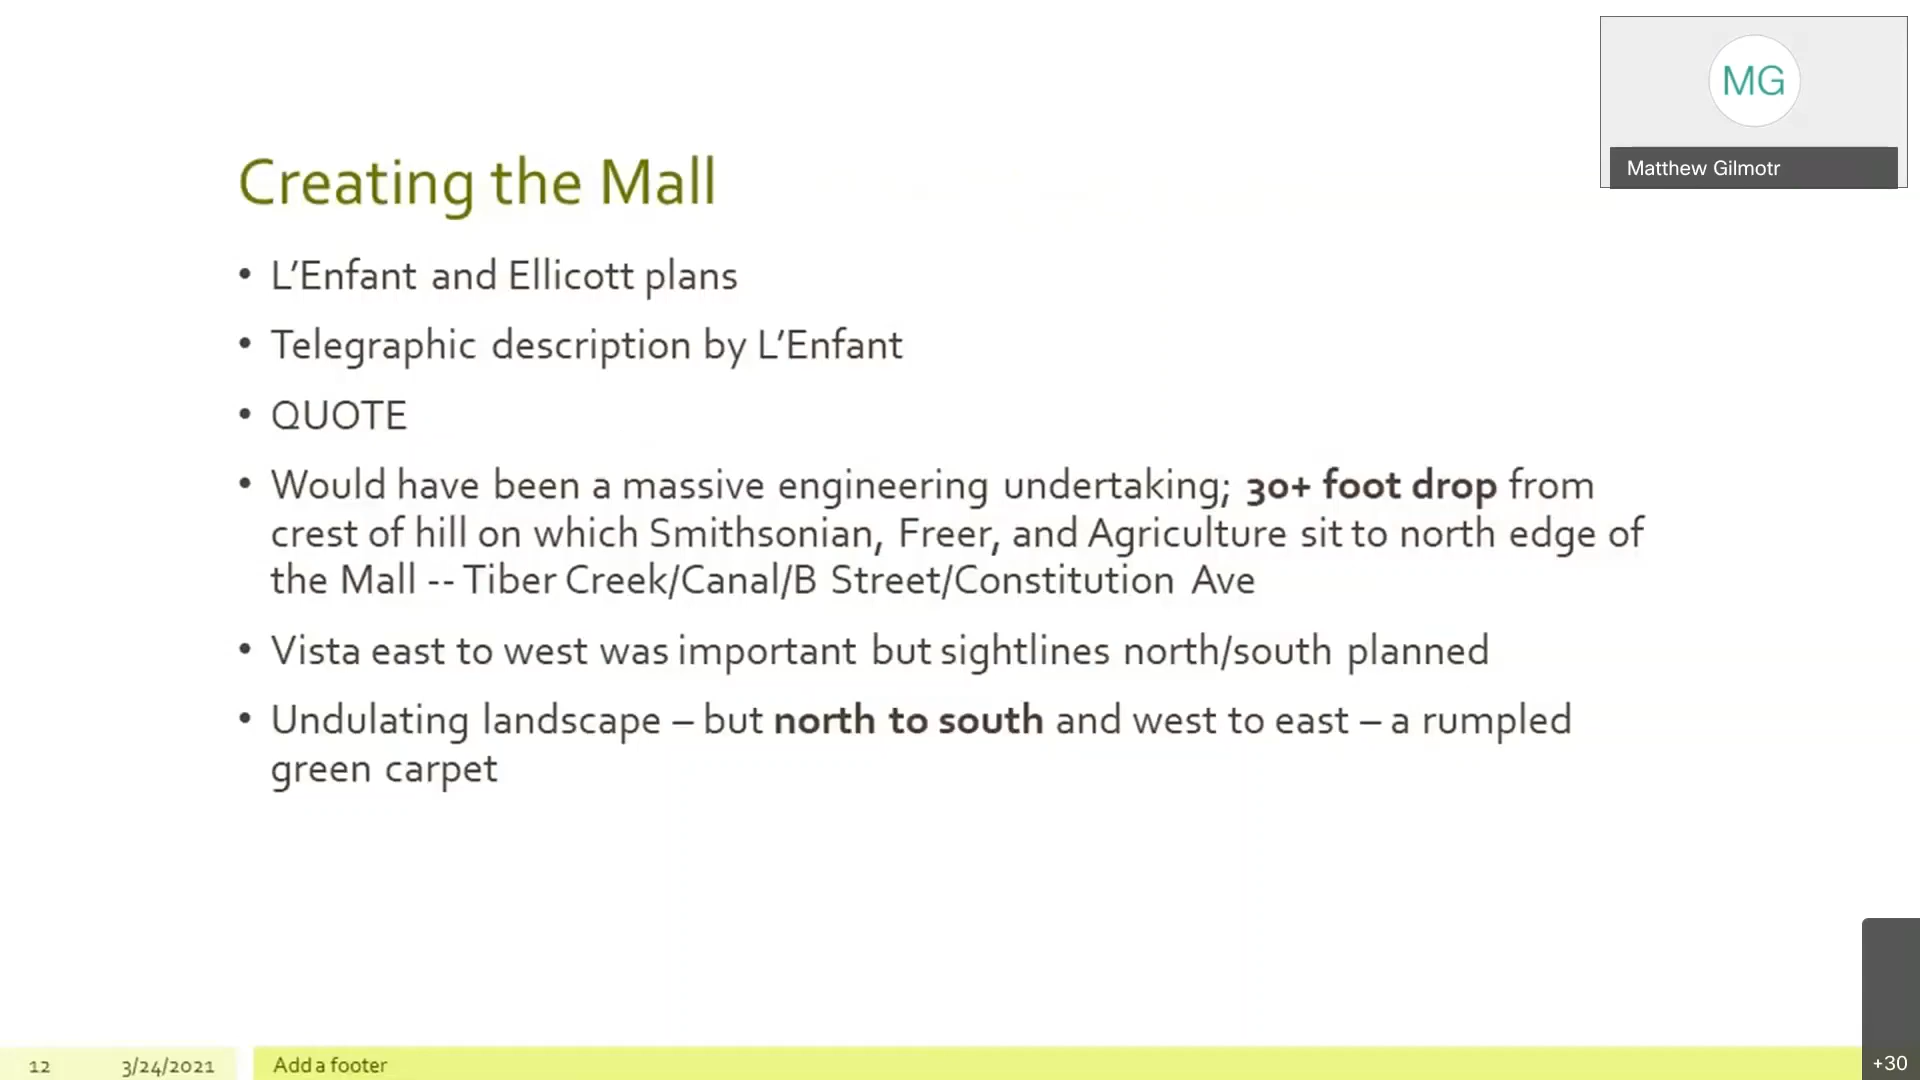 MG
Matthew Gilmotr
Creating the Mall
• L’Enfant and Ellicott plans
• Telegraphic description by L’Enfant
• QUOTE
• Would have been a massive engineering undertaking; 30+ foot drop from
crest of hill on which Smithsonian, Freer, and Agriculture sit to north edge of
the Mall -- Tiber Creek/Canal/B Street/Constitution Ave
• Vista east to west was important but sightlines north/south planned
• Undulating landscape – but north to south and west to east – a rumpled
green carpet
12 3/24/2021 Add a footer
+30